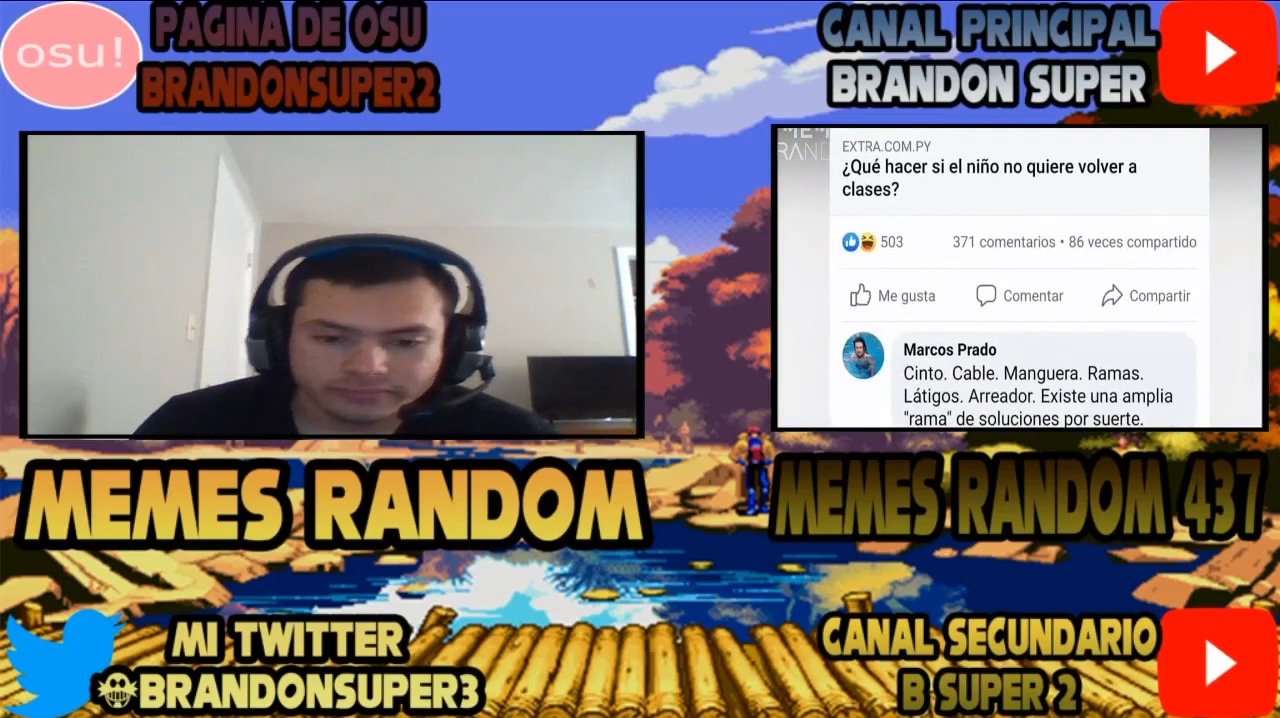 osu!
PAGINA DE OSU
BRANDONSUPER2
CANAL PRINCIPAL
BRANDON SUPER
EXTRA.COM.PY
¿Qué hacer si el niño no quiere volver a
clases?
503
371 comentarios • 86 veces compartido
Me gusta
Comentar
Compartir
Marcos Prado
Cinto. Cable. Manguera. Ramas.
Látigos. Arreador. Existe una amplia
"rama" de soluciones por suerte.
MEMES RANDOM
MEMES RANDOM 437
MI TWITTER
@BRANDONSUPER3
CANAL SECUNDARIO
B SUPER 2